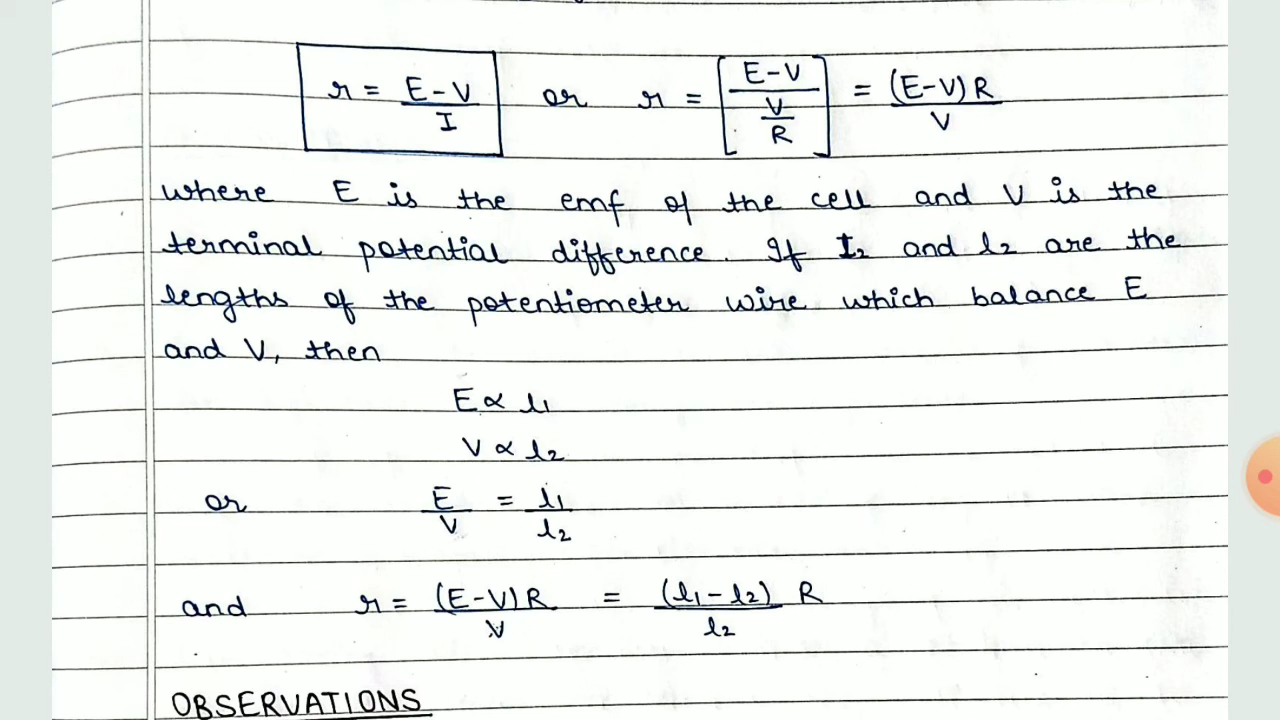 r = E-V / I or r = [E-V / V/R] = (E-V)R / V
where E is the emf of the cell and V is the
terminal potential difference. If I2 and l2 are the
lengths of the potentiometer wire which balance E
and V, then
E ∝ l1
V ∝ l2
or E/V = l1/l2
and r = (E-V)R / V = (l1-l2) R / l2
OBSERVATIONS